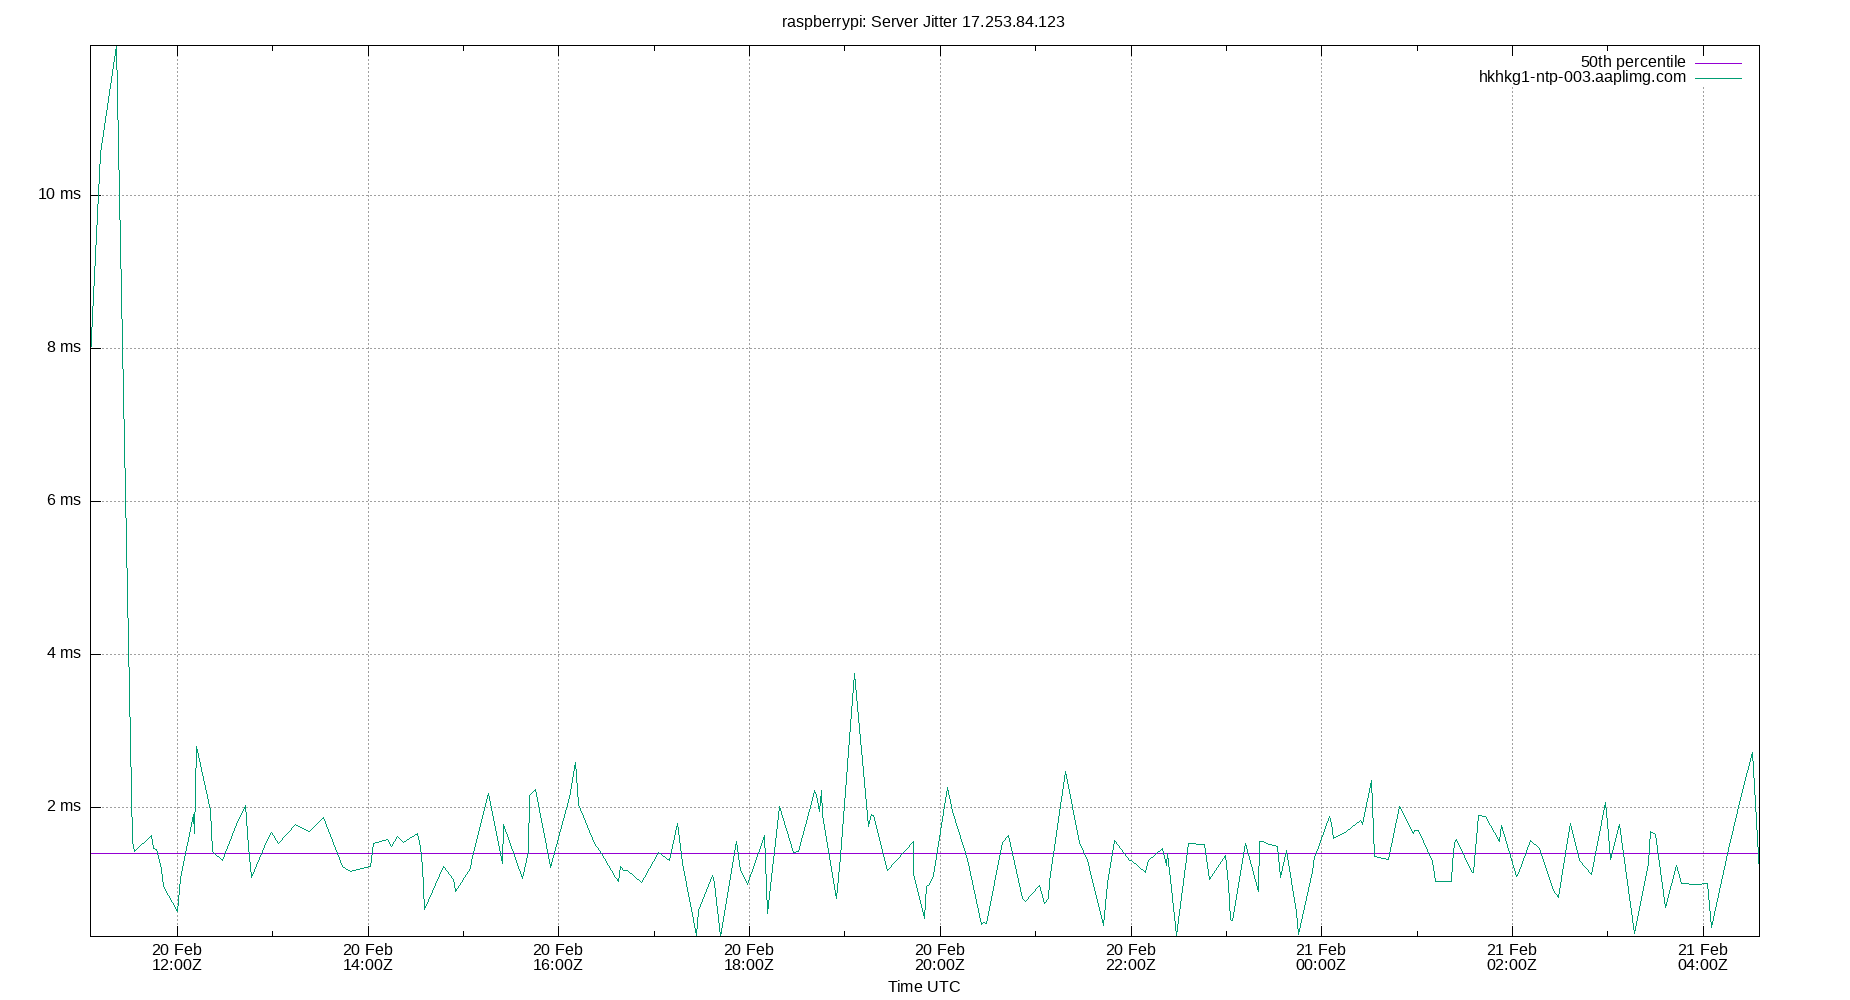 raspberrypi: Server Jitter 17.253.84.123
50th percentile
hkhkg1-ntp-003.aaplimg.com
10 ms
8 ms
6 ms
4 ms
2 ms
20 Feb 20 Feb 20 Feb 20 Feb 20 Feb 20 Feb 21 Feb 21 Feb 21 Feb
12:00Z 14:00Z 16:00Z 18:00Z 20:00Z 22:00Z 00:00Z 02:00Z 04:00Z
Time UTC